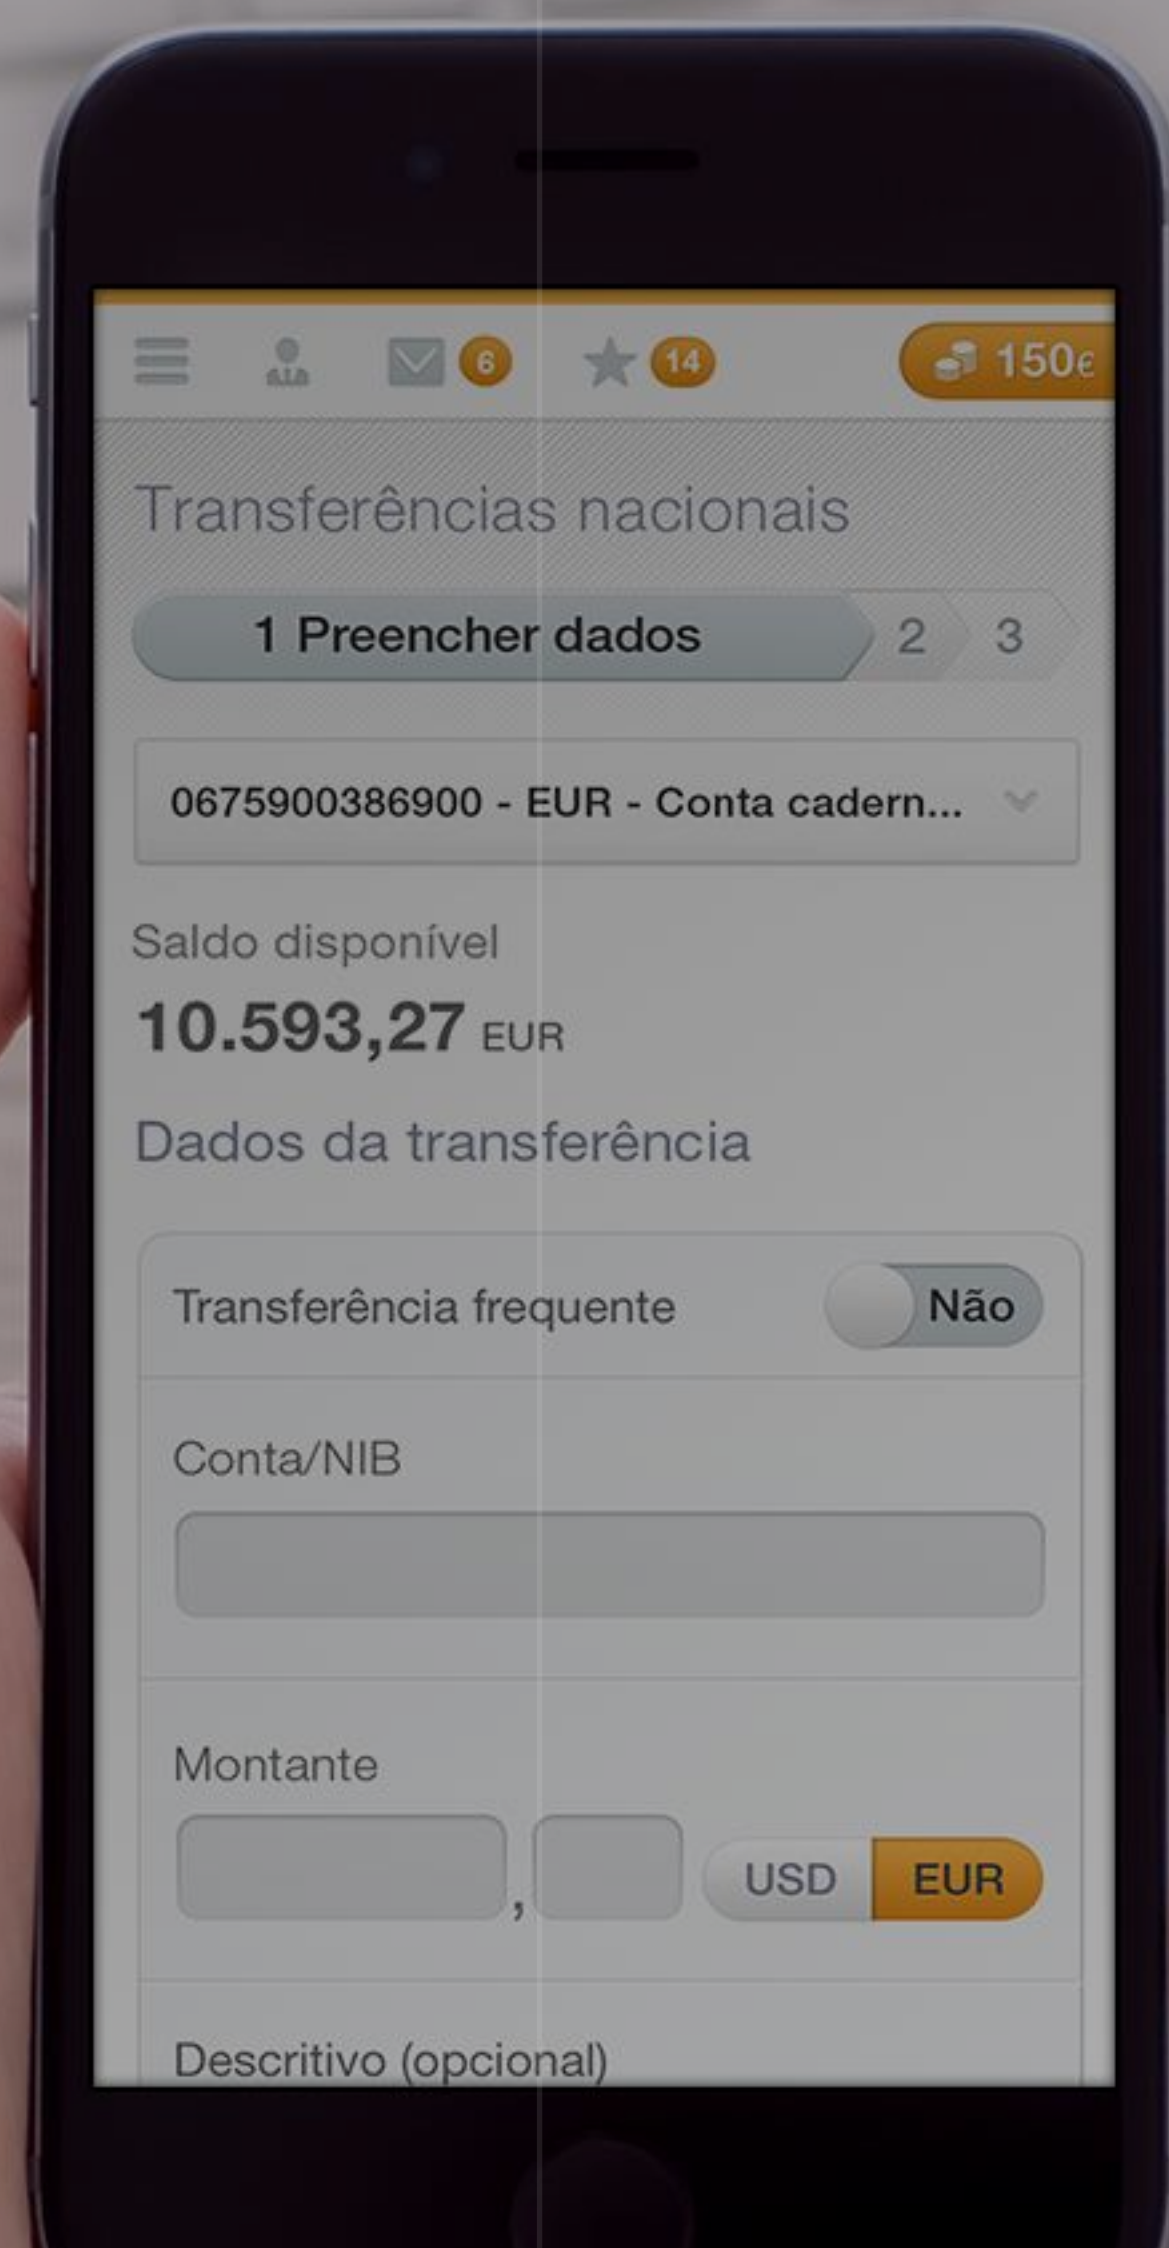 6 14 150€
Transferências nacionais
1 Preencher dados 2 3
0675900386900 - EUR - Conta cadern...
Saldo disponível
10.593,27 EUR
Dados da transferência
Transferência frequente Não
Conta/NIB
Montante
, USD EUR
Descritivo (opcional)